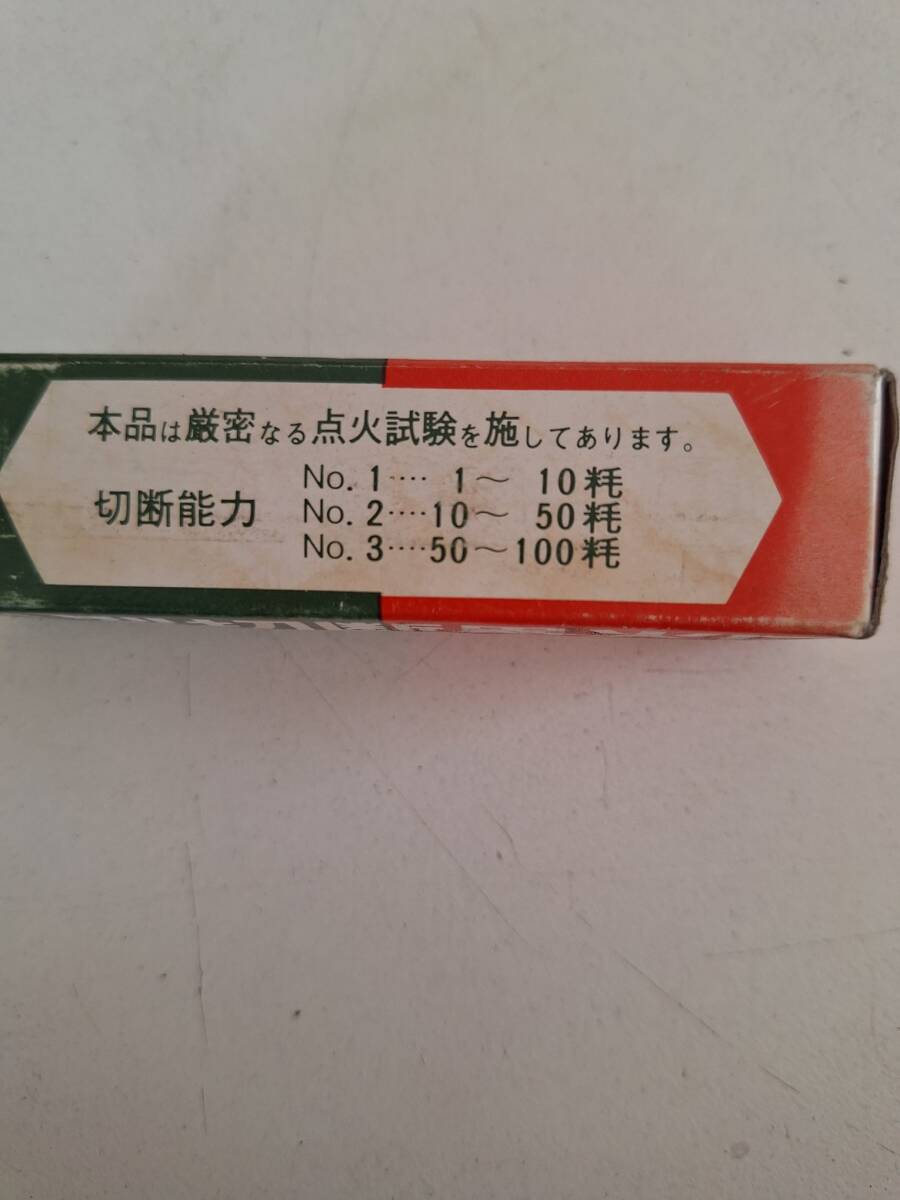 本品は厳密なる点火試験を施してあります。
切断能力
No. 1‥‥ 1〜 10粍
No. 2‥‥10〜 50粍
No. 3‥‥50〜100粍